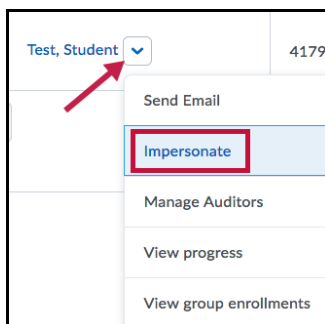 Test, Student
4179
Send Email
Impersonate
Manage Auditors
View progress
View group enrollments